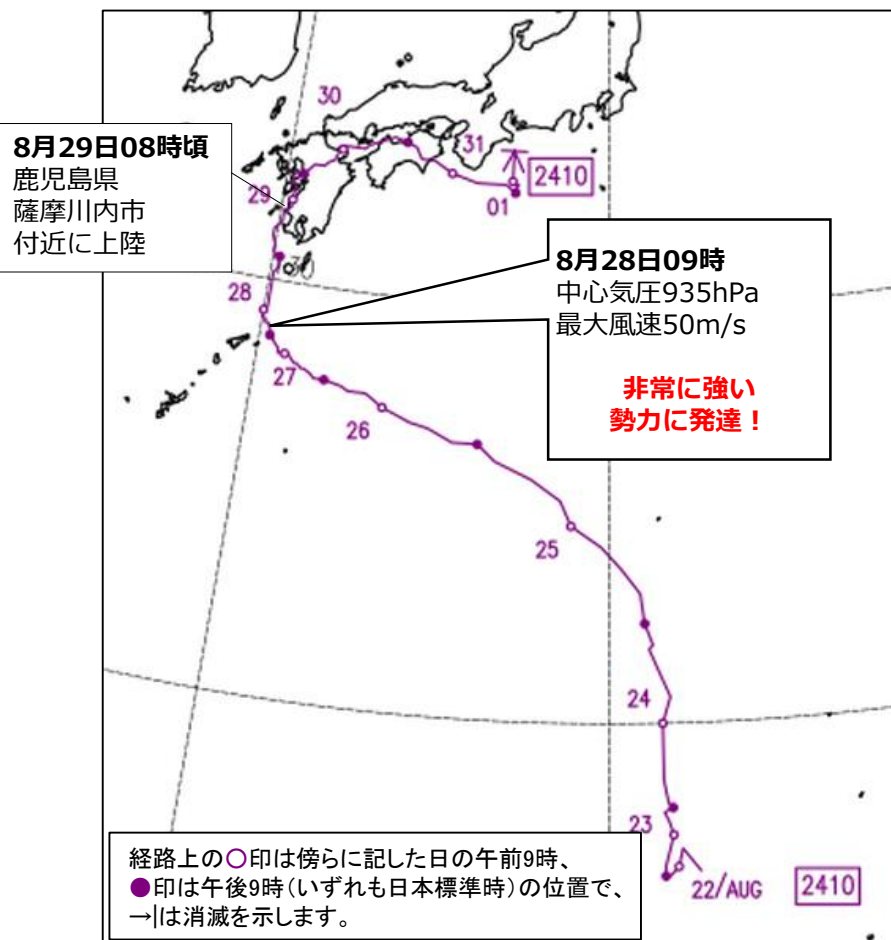 30
8月29日08時頃
鹿児島県
薩摩川内市
付近に上陸
31
2410
29
01
8月28日09時
中心気圧935hPa
最大風速50m/s
非常に強い
勢力に発達！
30
28
27
26
25
24
23
22/AUG
2410
経路上の○印は傍らに記した日の午前9時、
●印は午後9時（いずれも日本標準時）の位置で、
→|は消滅を示します。